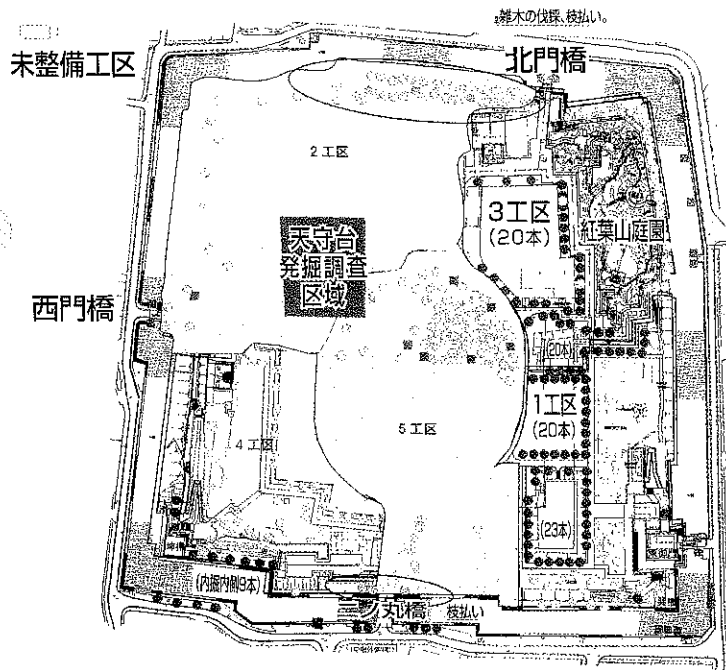 雑木の伐採、枝払い。
未整備工区
北門橋
2工区
3工区
(20本)
紅葉山庭園
天守台
発掘調査
区域
西門橋
(20本)
1工区
(20本)
4工区
5工区
(23本)
(内掘内側9本)
二ノ丸橋
枝払い